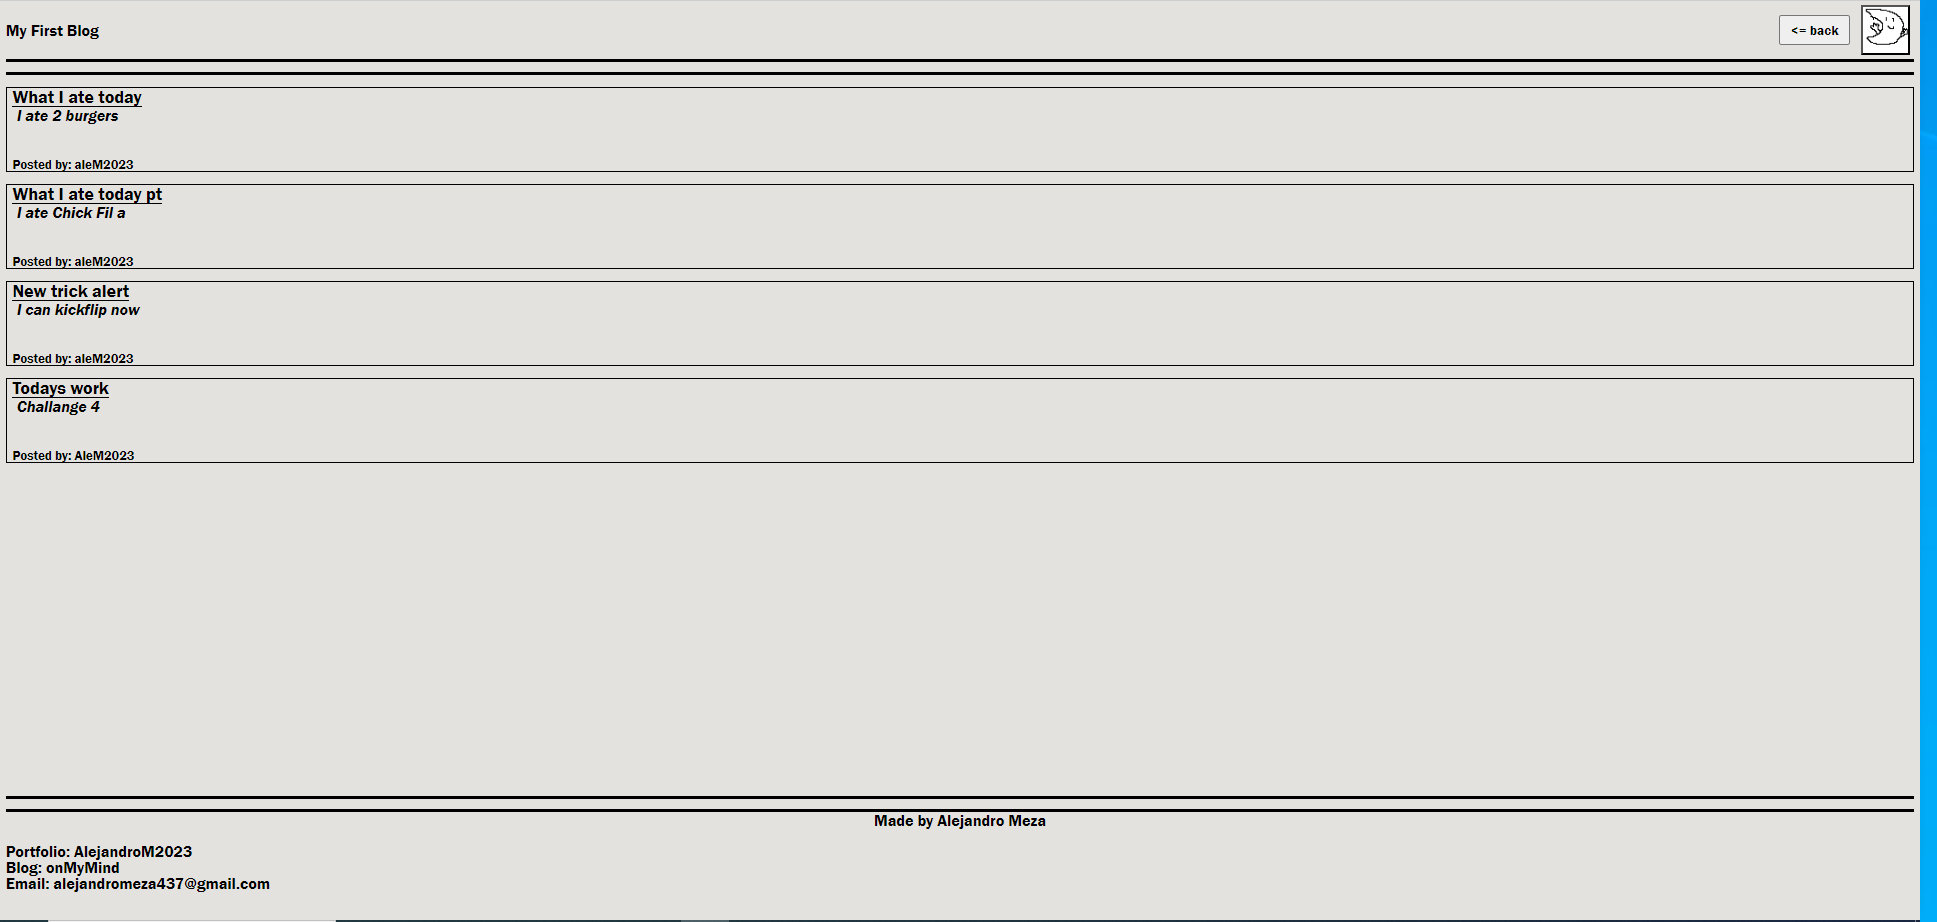 My First Blog
<= back
What I ate today
I ate 2 burgers
Posted by: aleM2023
What I ate today pt
I ate Chick Fil a
Posted by: aleM2023
New trick alert
I can kickflip now
Posted by: aleM2023
Todays work
Challange 4
Posted by: AleM2023
Made by Alejandro Meza
Portfolio: AlejandroM2023
Blog: onMyMind
Email: alejandromeza437@gmail.com